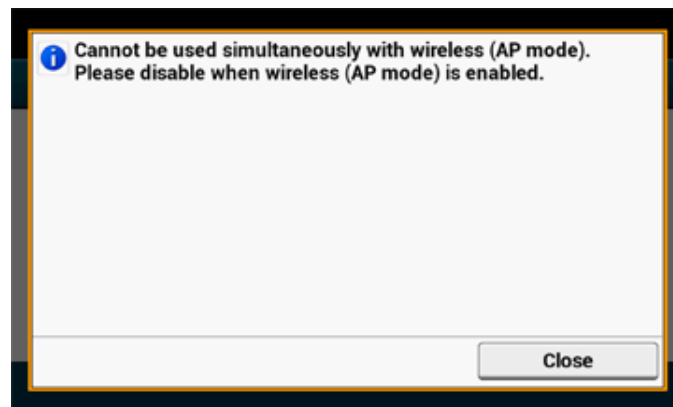 Cannot be used simultaneously with wireless (AP mode).
Please disable when wireless (AP mode) is enabled.
Close